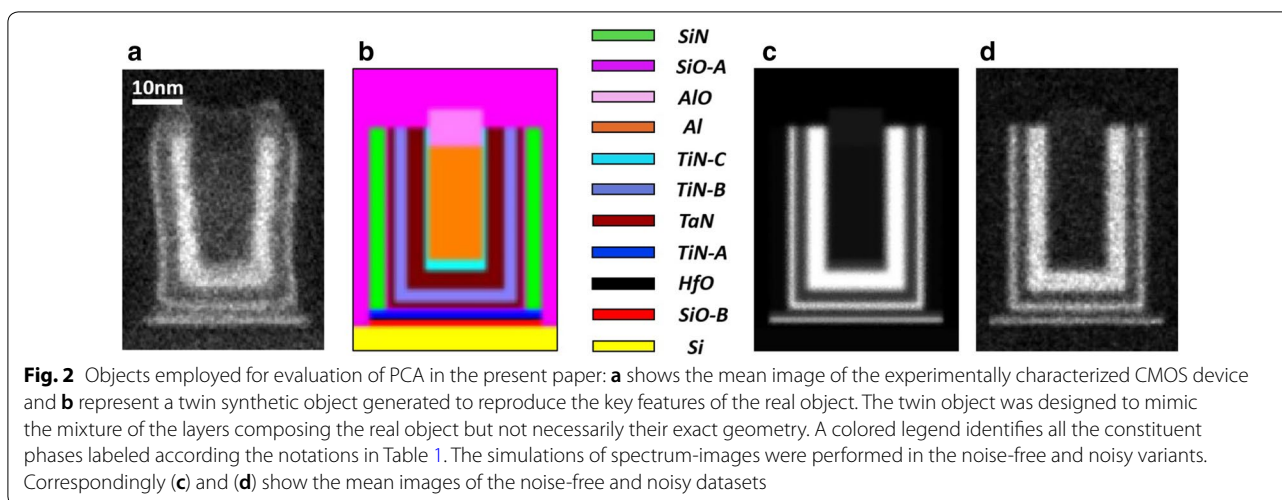 a
b
c
d
10nm
SiN
SiO-A
AlO
Al
TiN-C
TiN-B
TaN
TiN-A
HfO
SiO-B
Si
Fig. 2 Objects employed for evaluation of PCA in the present paper: a shows the mean image of the experimentally characterized CMOS device
and b represent a twin synthetic object generated to reproduce the key features of the real object. The twin object was designed to mimic
the mixture of the layers composing the real object but not necessarily their exact geometry. A colored legend identifies all the constituent
phases labeled according the notations in Table 1. The simulations of spectrum-images were performed in the noise-free and noisy variants.
Correspondingly (c) and (d) show the mean images of the noise-free and noisy datasets